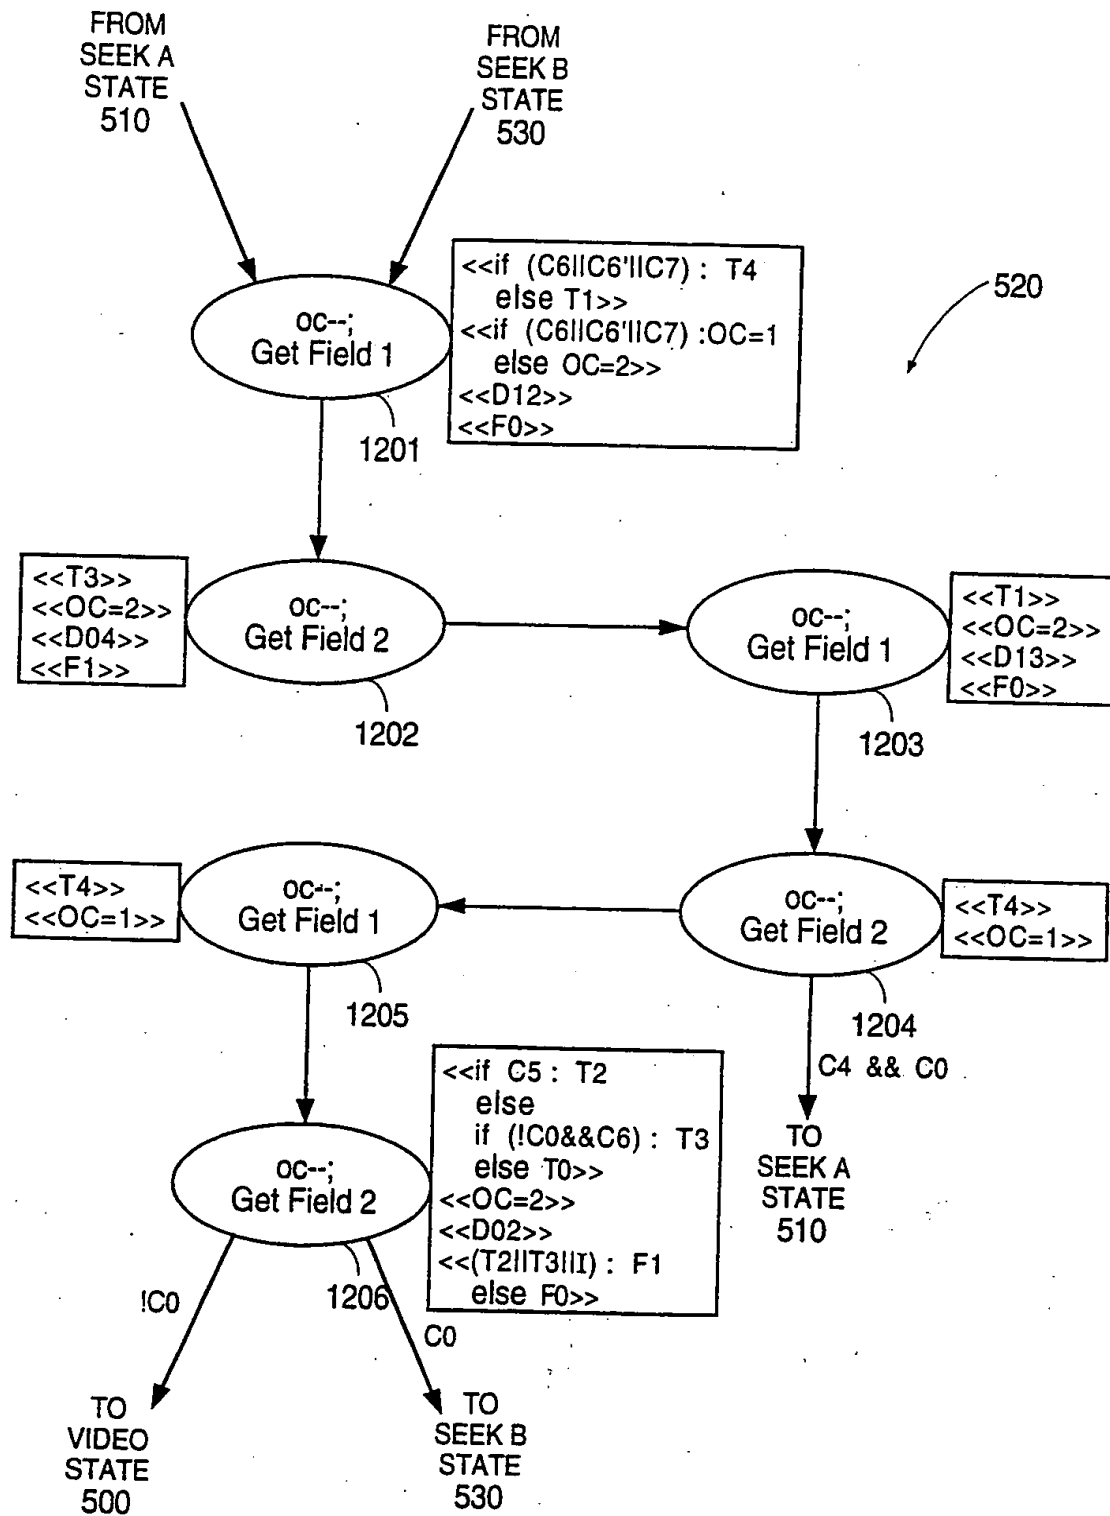 FROM
SEEK A
STATE
510
FROM
SEEK B
STATE
530
oc--;
Get Field 1
<<if (C6||C6'||C7) : T4
else T1>>
<<if (C6||C6'||C7) :OC=1
else OC=2>>
<<D12>>
<<F0>>
520
1201
<<T3>>
<<OC=2>>
<<D04>>
<<F1>>
oc--;
Get Field 2
1202
oc--;
Get Field 1
<<T1>>
<<OC=2>>
<<D13>>
<<F0>>
1203
<<T4>>
<<OC=1>>
oc--;
Get Field 1
1205
oc--;
Get Field 2
<<T4>>
<<OC=1>>
1204
C4 && C0
TO
SEEK A
STATE
510
oc--;
Get Field 2
<<if C5 : T2
else
if (!C0&&C6) : T3
else T0>>
<<OC=2>>
<<D02>>
<<(T2||T3||I) : F1
else F0>>
1206
!C0
C0
TO
VIDEO
STATE
500
TO
SEEK B
STATE
530